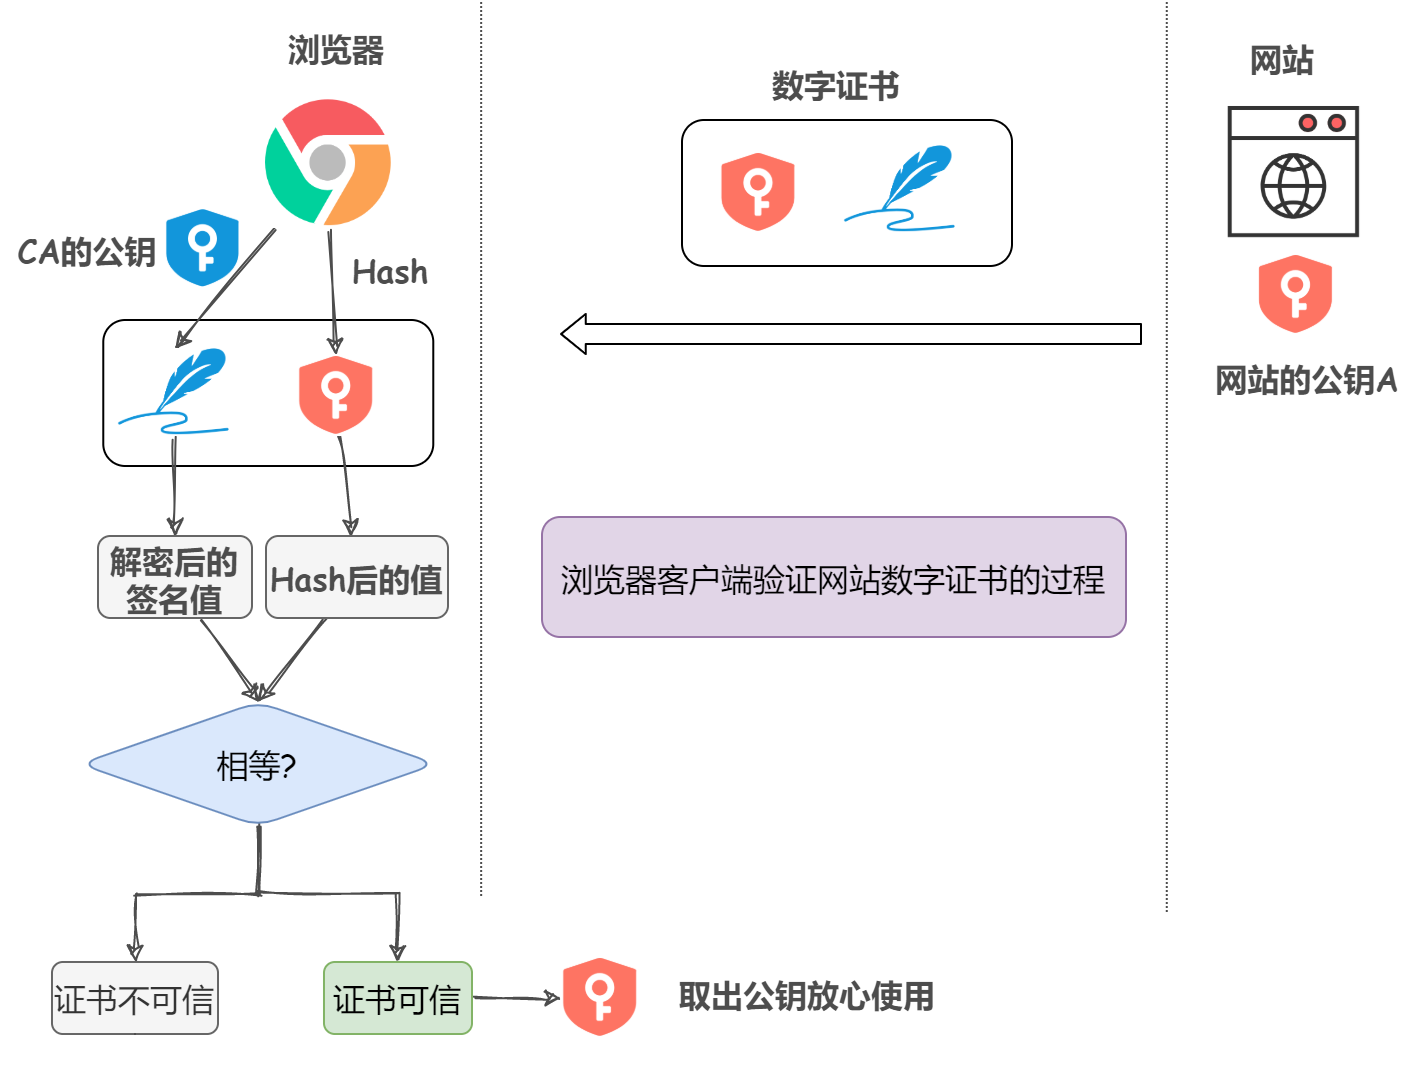 浏览器
数字证书
网站
CA的公钥
Hash
网站的公钥A
解密后的
签名值
Hash后的值
浏览器客户端验证网站数字证书的过程
相等?
证书不可信
证书可信
取出公钥放心使用